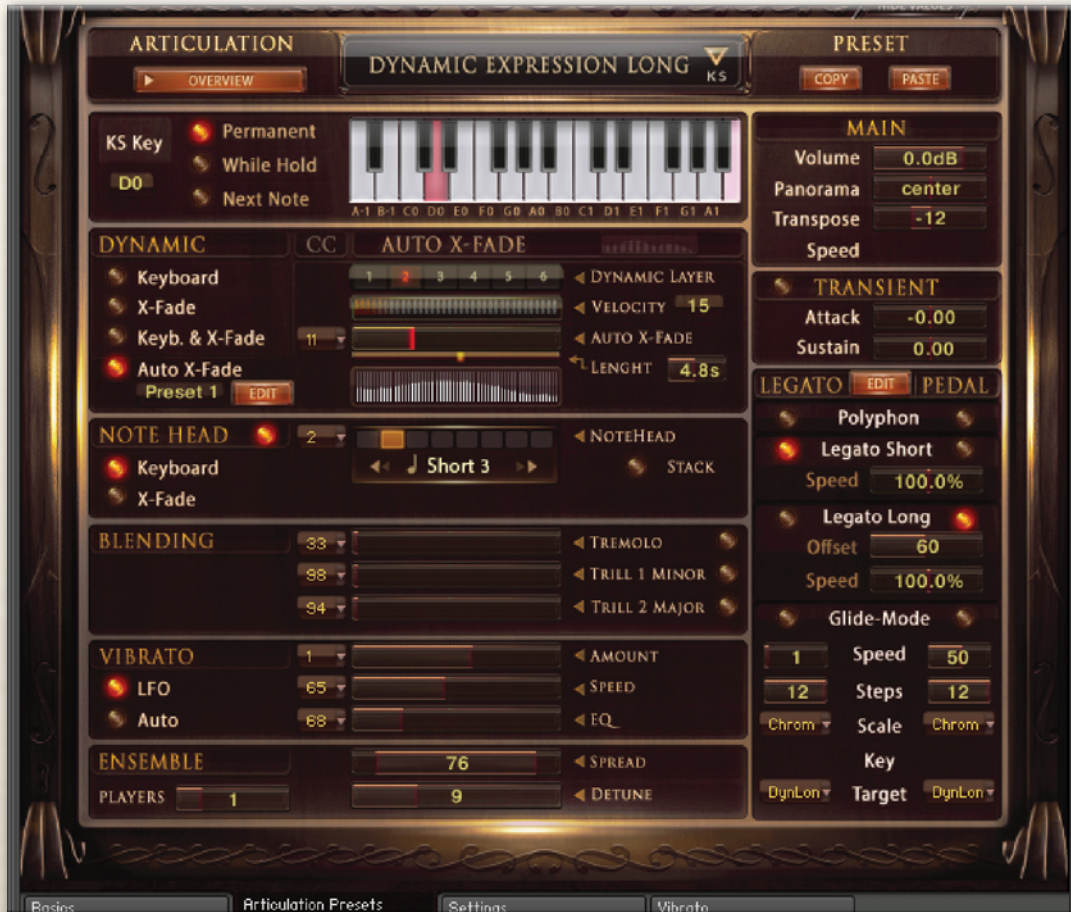 HIDE VALUES
ARTICULATION
OVERVIEW
DYNAMIC EXPRESSION LONG
KS
PRESET
COPY PASTE
KS Key
D0
Permanent
While Hold
Next Note
A-1 B-1 C0 D0 E0 F0 G0 A0 B0 C1 D1 E1 F1 G1 A1
MAIN
Volume 0.0dB
Panorama center
Transpose -12
Speed
DYNAMIC CC AUTO X-FADE
Keyboard 1 2 3 4 5 6 DYNAMIC LAYER
X-Fade VELOCITY 15
Keyb. & X-Fade 11 AUTO X-FADE
Auto X-Fade LENGHT 4.8s
Preset 1 EDIT
TRANSIENT
Attack -0.00
Sustain 0.00
LEGATO EDIT PEDAL
Polyphon
Legato Short
Speed 100.0%
Legato Long
Offset 60
Speed 100.0%
Glide-Mode
1 Speed 50
12 Steps 12
Chrom Scale Chrom
Key
DynLon Target DynLon
NOTE HEAD 2 NOTEHEAD
Keyboard Short 3 STACK
X-Fade
BLENDING 33 TREMOLO
98 TRILL 1 MINOR
94 TRILL 2 MAJOR
VIBRATO 1 AMOUNT
LFO 65 SPEED
Auto 68 EQ
ENSEMBLE 76 SPREAD
PLAYERS 1 9 DETUNE
Basics Articulation Presets Settings Vibrato